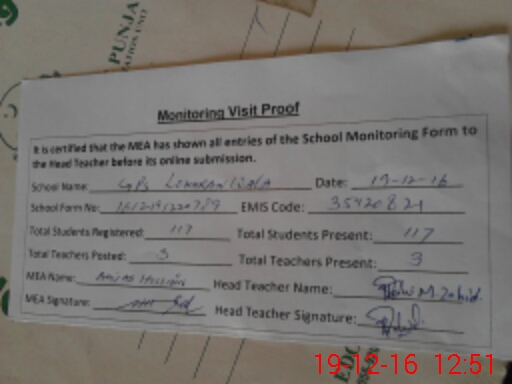 PUNJA
Monitoring Visit Proof
It is certified that the MEA has shown all entries of the School Monitoring Form to
the Head Teacher before its online submission.
School Name: GPS Date: 19-12-16
School Form No: EMIS Code: 35420821
Total Students Registered: 117 Total Students Present: 117
Total Teachers Posted: 3 Total Teachers Present: 3
MEA Name: Head Teacher Name: M. Zahid
MEA Signature: Head Teacher Signature:
19-12-16 12:51